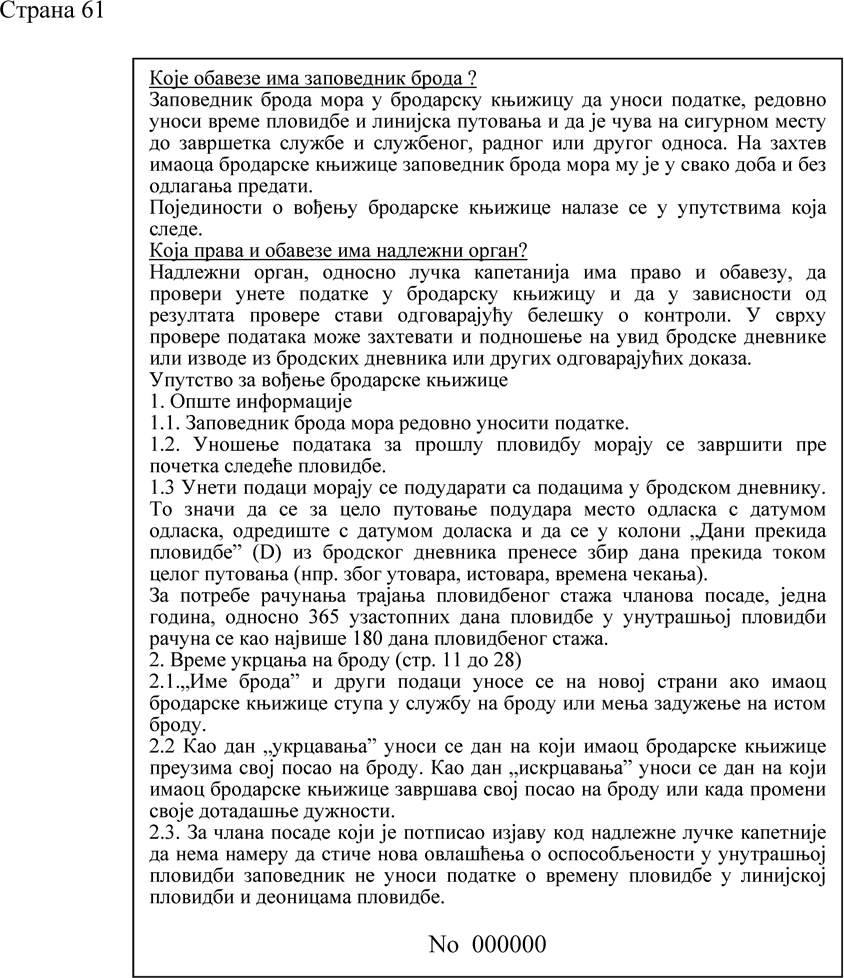 Страна 61
Које обавезе има заповедник брода ?
Заповедник брода мора у бродарску књижицу да уноси податке, редовно
уноси време пловидбе и линијска путовања и да је чува на сигурном месту
до завршетка службе и службеног, радног или другог односа. На захтев
имаоца бродарске књижице заповедник брода мора му је у свако доба и без
одлагања предати.
Појединости о вођењу бродарске књижице налазе се у упутствима која
следе.
Која права и обавезе има надлежни орган?
Надлежни орган, односно лучка капетанија има право и обавезу, да
провери унете податке у бродарску књижицу и да у зависности од
резултата провере стави одговарајућу белешку о контроли. У сврху
провере података може захтевати и подношење на увид бродске дневнике
или изводе из бродских дневника или других одговарајућих доказа.
Упутство за вођење бродарске књижице
1. Опште информације
1.1. Заповедник брода мора редовно уносити податке.
1.2. Уношење података за прошлу пловидбу морају се завршити пре
почетка следеће пловидбе.
1.3 Унети подаци морају се подударати са подацима у бродском дневнику.
То значи да се за цело путовање подудара место одласка с датумом
одласка, одредиште с датумом доласка и да се у колони „Дани прекида
пловидбе” (D) из бродског дневника пренесе збир дана прекида током
целог путовања (нпр. због утовара, истовара, времена чекања).
За потребе рачунања трајања пловидбеног стажа чланова посаде, једна
година, односно 365 узастопних дана пловидбе у унутрашњој пловидби
рачуна се као највише 180 дана пловидбеног стажа.
2. Време укрцања на броду (стр. 11 до 28)
2.1.„Име брода” и други подаци уносе се на новој страни ако имаоц
бродарске књижице ступа у службу на броду или мења задужење на истом
броду.
2.2 Као дан „укрцавања” уноси се дан на који имаоц бродарске књижице
преузима свој посао на броду. Као дан „искрцавања” уноси се дан на који
имаоц бродарске књижице завршава свој посао на броду или када промени
своје дотадашње дужности.
2.3. За члана посаде који је потписао изјаву код надлежне лучке капетније
да нема намеру да стиче нова овлашћења о оспособљености у унутрашњој
пловидби заповедник не уноси податке о времену пловидбе у линијској
пловидби и деоницама пловидбе.
No 000000